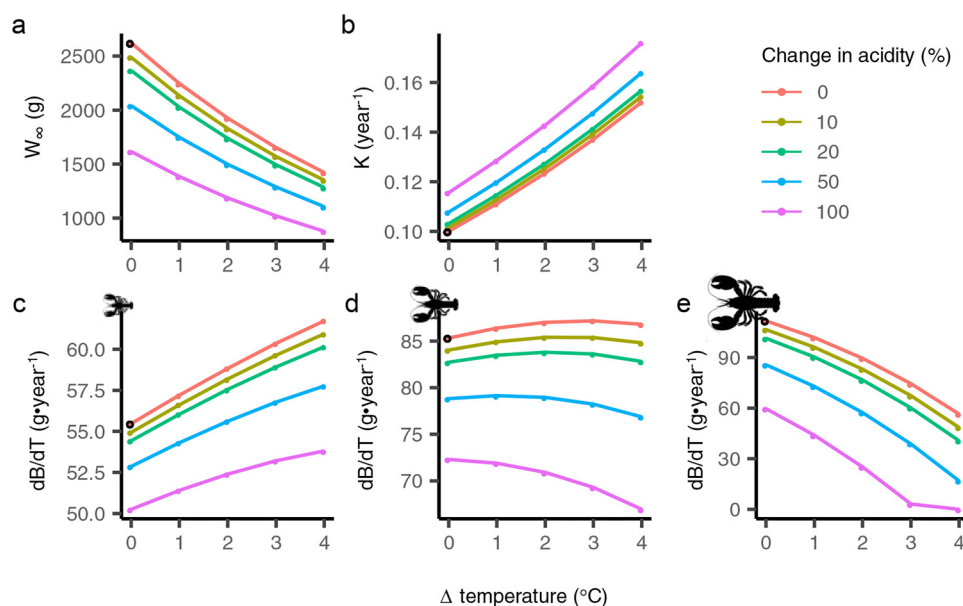 a
W∞ (g)
2500
2000
1500
1000
0 1 2 3 4
b
K (year⁻¹)
0.16
0.14
0.12
0.10
0 1 2 3 4
Change in acidity (%)
0
10
20
50
100
c
dB/dT (g•year⁻¹)
60.0
57.5
55.0
52.5
50.0
0 1 2 3 4
d
dB/dT (g•year⁻¹)
85
80
75
70
0 1 2 3 4
e
dB/dT (g•year⁻¹)
90
60
30
0
0 1 2 3 4
Δ temperature (°C)